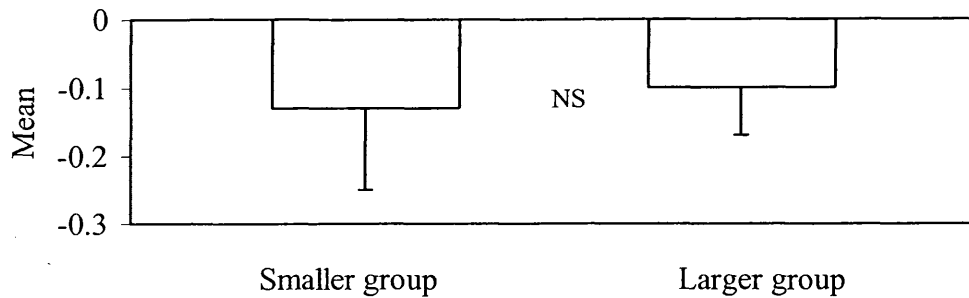 0
-0.1
-0.2
-0.3
Mean
NS
Smaller group
Larger group